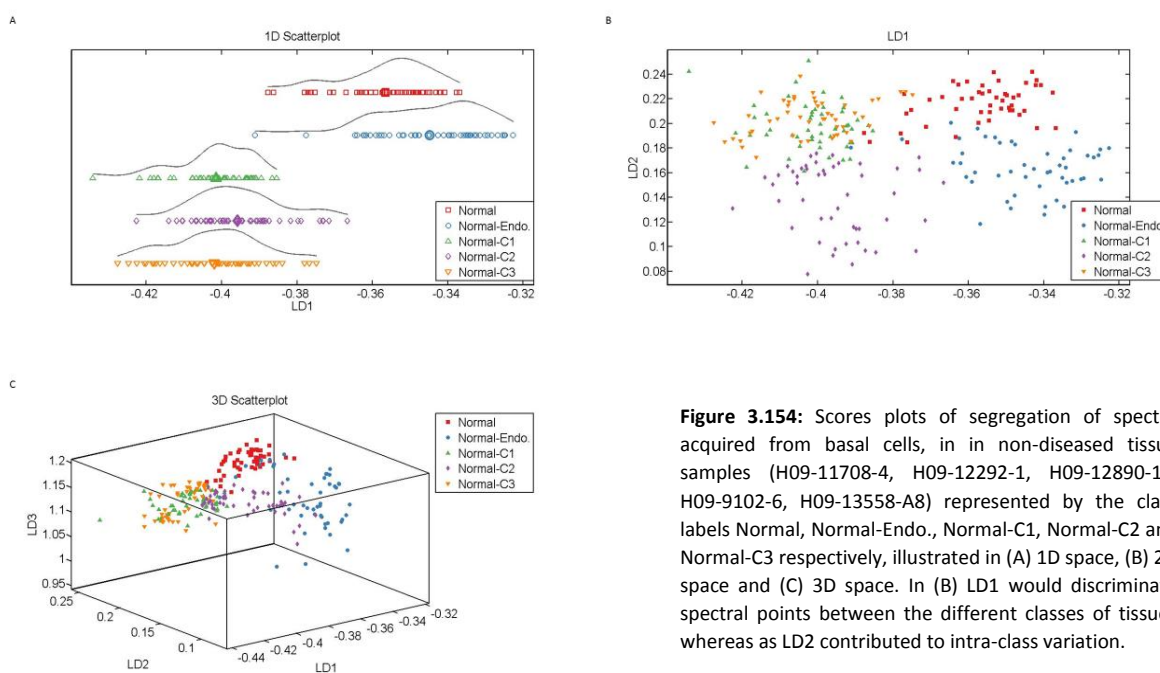 A
1D Scatterplot
Normal
Normal-Endo.
Normal-C1
Normal-C2
Normal-C3
-0.42
-0.4
-0.38
-0.36
-0.34
-0.32
LD1
B
LD1
0.24
0.22
0.2
0.18
0.16
0.14
0.12
0.1
0.08
LD2
Normal
Normal-Endo
Normal-C1
Normal-C2
Normal-C3
-0.42
-0.4
-0.38
-0.36
-0.34
-0.32
C
3D Scatterplot
Normal
Normal-Endo.
Normal-C1
Normal-C2
Normal-C3
1.2
1.15
1.1
1.05
1
0.95
LD3
0.25
0.2
0.15
0.1
LD2
-0.44
-0.42
-0.4
-0.38
-0.36
-0.34
-0.32
LD1
Figure 3.154: Scores plots of segregation of spect
acquired from basal cells, in in non-diseased tissu
samples (H09-11708-4, H09-12292-1, H09-12890-1
H09-9102-6, H09-13558-A8) represented by the cla
labels Normal, Normal-Endo., Normal-C1, Normal-C2 an
Normal-C3 respectively, illustrated in (A) 1D space, (B) 2
space and (C) 3D space. In (B) LD1 would discriminat
spectral points between the different classes of tissue
whereas as LD2 contributed to intra-class variation.